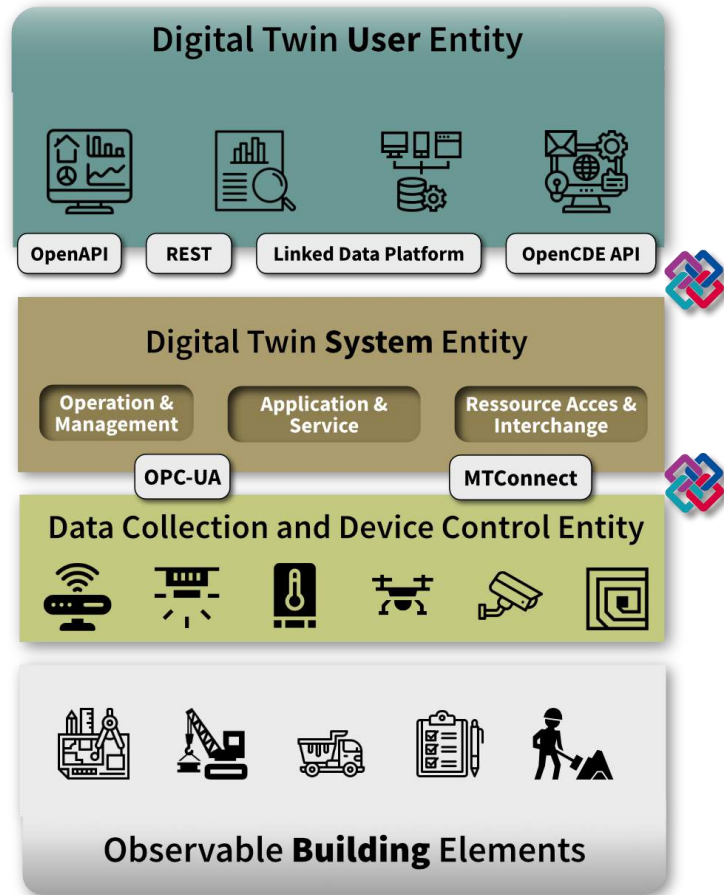 Digital Twin User Entity
OpenAPI
REST
Linked Data Platform
OpenCDE API
Digital Twin System Entity
Operation &
Management
Application &
Service
Ressource Acces &
Interchange
OPC-UA
MTConnect
Data Collection and Device Control Entity
Observable Building Elements